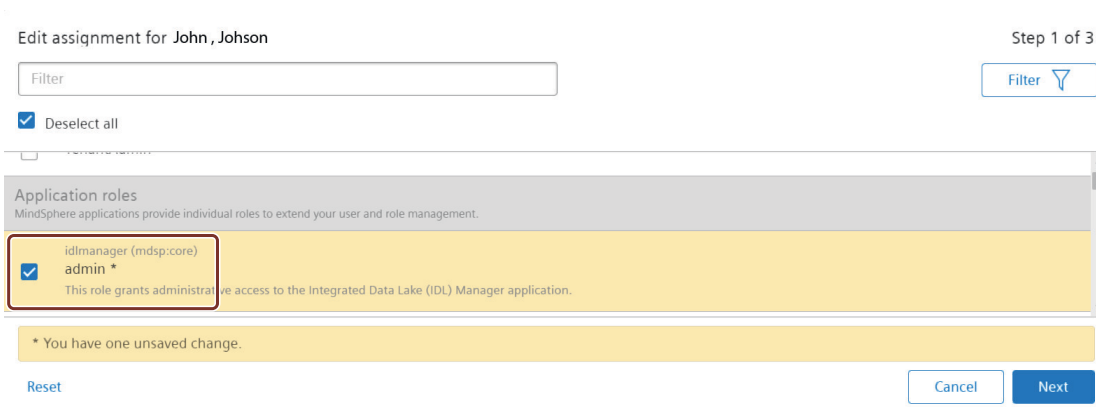 Edit assignment for John , Johson
Step 1 of 3
Filter
Filter
Deselect all
Application roles
MindSphere applications provide individual roles to extend your user and role management.
idlmanager (mdsp:core)
admin *
This role grants administrative access to the Integrated Data Lake (IDL) Manager application.
* You have one unsaved change.
Reset
Cancel
Next